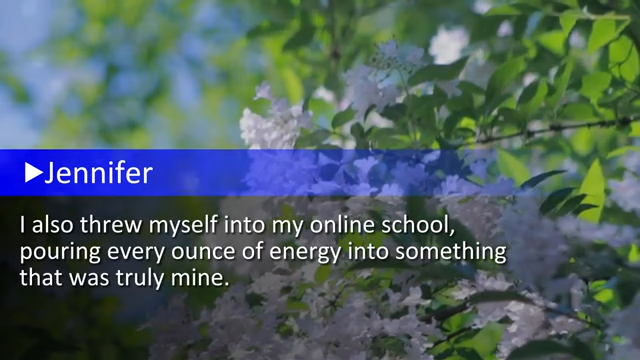 ▶Jennifer
I also threw myself into my online school,
pouring every ounce of energy into something
that was truly mine.